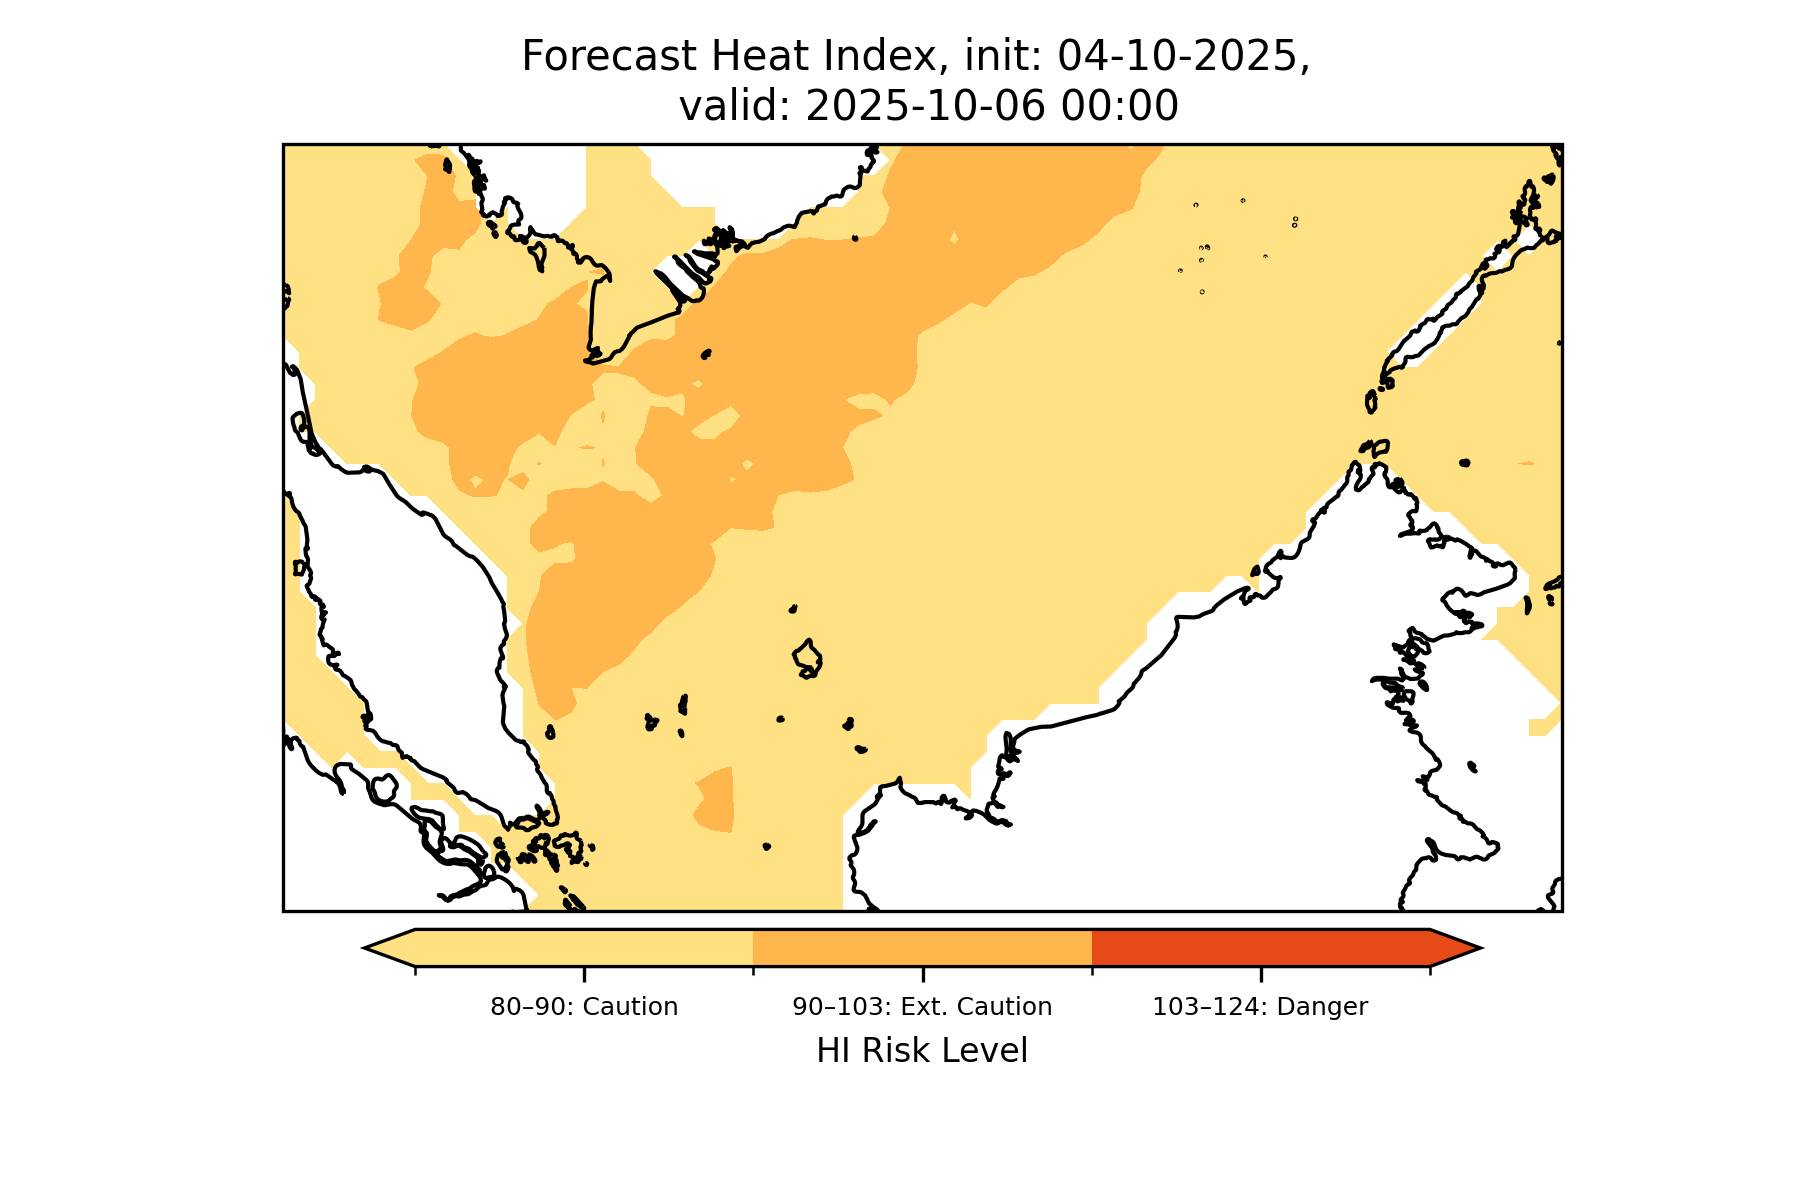 Forecast Heat Index, init: 04-10-2025,
valid: 2025-10-06 00:00
80–90: Caution
90–103: Ext. Caution
103–124: Danger
HI Risk Level